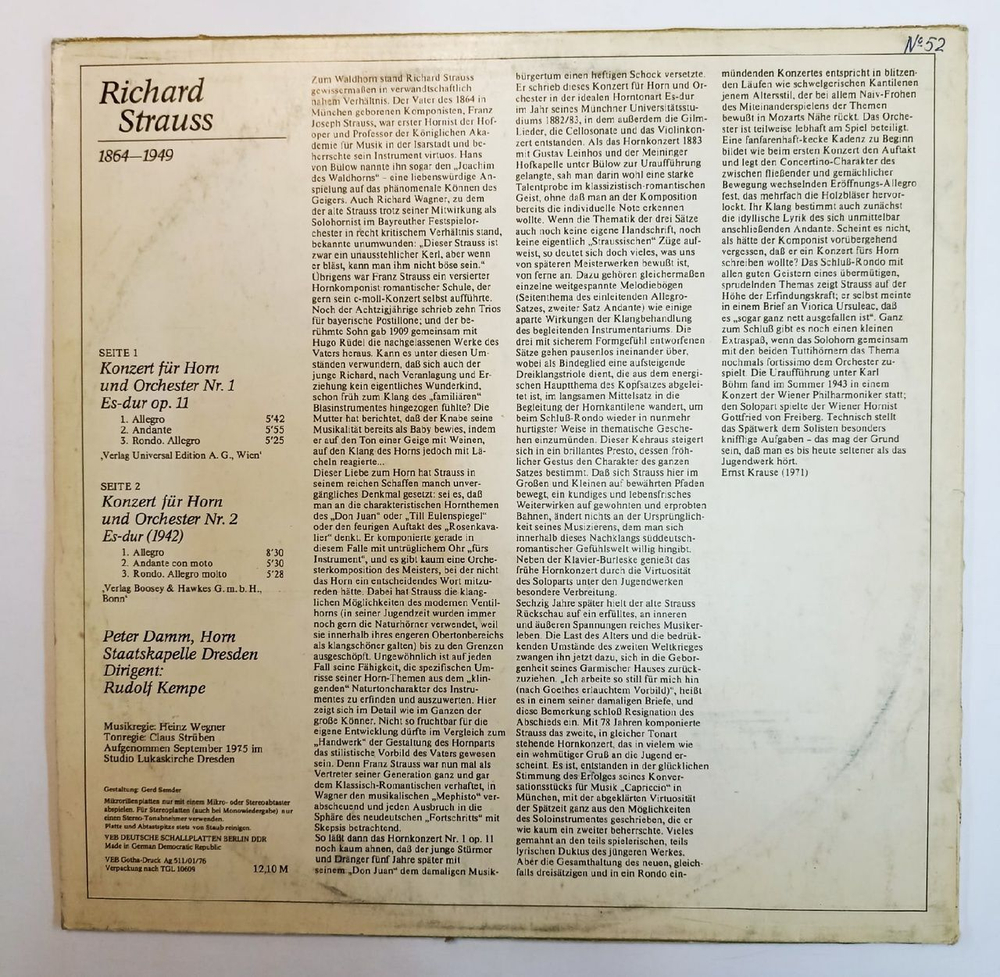 №52
Richard
Strauss
1864—1949
SEITE 1
Konzert für Horn
und Orchester Nr. 1
Es-dur op. 11
1. Allegro 5'42
2. Andante 5'55
3. Rondo. Allegro 5'25
‚Verlag Universal Edition A. G., Wien'
SEITE 2
Konzert für Horn
und Orchester Nr. 2
Es-dur (1942)
1. Allegro 8'30
2. Andante con moto 5'30
3. Rondo. Allegro molto 5'28
‚Verlag Boosey & Hawkes G. m. b. H.,
Bonn'
Peter Damm, Horn
Staatskapelle Dresden
Dirigent:
Rudolf Kempe
Musikregie: Heinz Wegner
Tonregie: Claus Strüben
Aufgenommen September 1975 im
Studio Lukaskirche Dresden
Gestaltung: Gerd Semder
Mikrorillenplatten nur mit einem Mikro- oder Stereoabtaster
abspielen. Für Stereoplatten (auch bei Monowiedergabe) nur
einen Stereo-Tonabnehmer verwenden.
Platte und Abtastspitze stets von Staub reinigen.
VEB DEUTSCHE SCHALLPLATTEN BERLIN DDR
Made in German Democratic Republic
VEB Gotha-Druck Ag 511/01/76
Verpackung nach TGL 10609 12,10 M
Zum Waldhorn stand Richard Strauss
gewissermaßen in verwandtschaftlich
nahem Verhältnis. Der Vater des 1864 in
München geborenen Komponisten, Franz
Joseph Strauss, war erster Hornist der Hof-
oper und Professor der Königlichen Aka-
demie für Musik in der Isarstadt und be-
herrschte sein Instrument virtuos. Hans
von Bülow nannte ihn sogar den „Joachim
des Waldhorns" – eine liebenswürdige An-
spielung auf das phänomenale Können des
Geigers. Auch Richard Wagner, zu dem
der alte Strauss trotz seiner Mitwirkung als
Solohornist im Bayreuther Festspielor-
chester in recht kritischem Verhältnis stand,
bekannte unumwunden: „Dieser Strauss ist
zwar ein unausstehlicher Kerl, aber wenn
er bläst, kann man ihm nicht böse sein."
Übrigens war Franz Strauss ein versierter
Hornkomponist romantischer Schule, der
gern sein c-moll-Konzert selbst aufführte.
Noch der Achtzigjährige schrieb zehn Trios
für bayerische Postillone; und der be-
rühmte Sohn gab 1909 gemeinsam mit
Hugo Rüdel die nachgelassenen Werke des
Vaters heraus. Kann es unter diesen Um-
ständen verwundern, daß sich auch der
junge Richard, nach Veranlagung und Er-
ziehung kein eigentliches Wunderkind,
schon früh zum Klang des „familiären"
Blasinstrumentes hingezogen fühlte? Die
Mutter hat berichtet, daß der Knabe seine
Musikalität bereits als Baby bewies, indem
er auf den Ton einer Geige mit Weinen,
auf den Klang des Horns jedoch mit Lä-
cheln reagierte...
Dieser Liebe zum Horn hat Strauss in
seinem reichen Schaffen manch unver-
gängliches Denkmal gesetzt: sei es, daß
man an die charakteristischen Hornthemen
des „Don Juan" oder „Till Eulenspiegel"
oder den feurigen Auftakt des „Rosenkava-
lier" denkt. Er komponierte gerade in
diesem Falle mit untrüglichem Ohr „fürs
Instrument", und es gibt kaum eine Orche-
sterkomposition des Meisters, bei der nicht
das Horn ein entscheidendes Wort mitzu-
reden hätte. Dabei hat Strauss die klang-
lichen Möglichkeiten des modernen Ventil-
horns (in seiner Jugendzeit wurden immer
noch gern die Naturhörner verwendet, weil
sie innerhalb ihres engeren Obertonbereichs
als klangschöner galten) bis zu den Grenzen
ausgeschöpft. Ungewöhnlich ist auf jeden
Fall seine Fähigkeit, die spezifischen Um-
risse seiner Horn-Themen aus dem „klin-
genden" Naturtoncharakter des Instru-
mentes zu erfinden und auszuwerten. Hier
zeigt sich im Detail wie im Ganzen der
große Könner. Nicht so fruchtbar für die
eigene Entwicklung dürfte im Vergleich zum
„Handwerk" der Gestaltung des Hornparts
das stilistische Vorbild des Vaters gewesen
sein. Denn Franz Strauss war nun mal als
Vertreter seiner Generation ganz und gar
dem Klassisch-Romantischen verhaftet, in
Wagner den musikalischen „Mephisto" ver-
abscheuend und jeden Ausbruch in die
Sphäre des neudeutschen „Fortschritts" mit
Skepsis betrachtend.
So läßt dann das Hornkonzert Nr. 1 op. 11
noch kaum ahnen, daß der junge Stürmer
und Dränger fünf Jahre später mit
seinem „Don Juan" dem damaligen Musik-
bürgertum einen heftigen Schock versetzte.
Er schrieb dieses Konzert für Horn und Or-
chester in der idealen Horntonart Es-dur
im Jahr seines Münchner Universitätsstu-
diums 1882/83, in dem außerdem die Gilm-
Lieder, die Cellosonate und das Violinkon-
zert entstanden. Als das Hornkonzert 1883
mit Gustav Leinhos und der Meininger
Hofkapelle unter Bülow zur Uraufführung
gelangte, sah man darin wohl eine starke
Talentprobe im klassizistisch-romantischen
Geist, ohne daß man an der Komposition
bereits die individuelle Note erkennen
wollte. Wenn die Thematik der drei Sätze
auch noch keine eigene Handschrift, noch
keine eigentlich „Straussischen" Züge auf-
weist, so deutet sich doch vieles, was uns
von späteren Meisterwerken bewußt ist,
von ferne an. Dazu gehören gleichermaßen
einzelne weitgespannte Melodiebögen
(Seitenthema des einleitenden Allegro-
Satzes, zweiter Satz Andante) wie einige
aparte Wirkungen der Klangbehandlung
des begleitenden Instrumentariums. Die
drei mit sicherem Formgefühl entworfenen
Sätze gehen pausenlos ineinander über,
wobei als Bindeglied eine aufsteigende
Dreiklangstriole dient, die aus dem energi-
schen Hauptthema des Kopfsatzes abgelei-
tet ist, im langsamen Mittelsatz in die
Begleitung der Hornkantilene wandert, um
beim Schluß-Rondo wieder in nunmehr
hurtigster Weise in thematische Gesche-
hen einzumünden. Dieser Kehraus steigert
sich in ein brillantes Presto, dessen fröh-
licher Gestus den Charakter des ganzen
Satzes bestimmt. Daß sich Strauss hier im
Großen und Kleinen auf bewährten Pfaden
bewegt, ein kundiges und lebensfrisches
Weiterwirken auf gewohnten und erprobten
Bahnen, ändert nichts an der Ursprünglich-
keit seines Musizierens, dem man sich
innerhalb dieses Nachklangs süddeutsch-
romantischer Gefühlswelt willig hingibt.
Neben der Klavier-Burleske genießt das
frühe Hornkonzert durch die Virtuosität
des Soloparts unter den Jugendwerken
besondere Verbreitung.
Sechzig Jahre später hielt der alte Strauss
Rückschau auf ein erfülltes, an inneren
und äußeren Spannungen reiches Musiker-
leben. Die Last des Alters und die bedrük-
kenden Umstände des zweiten Weltkrieges
zwangen ihn jetzt dazu, sich in die Gebor-
genheit seines Garmischer Hauses zurück-
zuziehen. „Ich arbeite so still für mich hin
(nach Goethes erlauchtem Vorbild)", heißt
es in einem seiner damaligen Briefe, und
diese Bemerkung schloß Resignation des
Abschieds ein. Mit 78 Jahren komponierte
Strauss das zweite, in gleicher Tonart
stehende Hornkonzert, das in vielem wie
ein wehmütiger Gruß an die Jugend er-
scheint. Es ist, entstanden in der glücklichen
Stimmung des Erfolges seines Konver-
sationsstücks für Musik „Capriccio" in
München, mit der abgeklärten Virtuosität
der Spätzeit ganz aus den Möglichkeiten
des Soloinstrumentes geschrieben, die er
wie kaum ein zweiter beherrschte. Vieles
gemahnt an den teils spielerischen, teils
lyrischen Duktus des jüngeren Werkes.
Aber die Gesamthaltung des neuen, gleich-
falls dreisätzigen und in ein Rondo ein-
mündenden Konzertes entspricht in blitzen-
den Läufen wie schwelgerischen Kantilenen
jenem Altersstil, der bei allem Naiv-Frohen
des Miteinanderspielens der Themen
bewußt in Mozarts Nähe rückt. Das Orche-
ster ist teilweise lebhaft am Spiel beteiligt.
Eine fanfarenhaft-kecke Kadenz zu Beginn
bildet wie beim ersten Konzert den Auftakt
und legt den Concertino-Charakter des
zwischen fließender und gemächlicher
Bewegung wechselnden Eröffnungs-Allegro
fest, das mehrfach die Holzbläser hervor-
lockt. Ihr Klang bestimmt auch zunächst
die idyllische Lyrik des sich unmittelbar
anschließenden Andante. Scheint es nicht,
als hätte der Komponist vorübergehend
vergessen, daß er ein Konzert fürs Horn
schreiben wollte? Das Schluß-Rondo mit
allen guten Geistern eines übermütigen,
sprudelnden Themas zeigt Strauss auf der
Höhe der Erfindungskraft; er selbst meinte
in einem Brief an Viorica Ursuleac, daß
es „sogar ganz nett ausgefallen ist". Ganz
zum Schluß gibt es noch einen kleinen
Extraspaß, wenn das Solohorn gemeinsam
mit den beiden Tuttihörnern das Thema
nochmals fortissimo dem Orchester zu-
spielt. Die Uraufführung unter Karl
Böhm fand im Sommer 1943 in einem
Konzert der Wiener Philharmoniker statt;
den Solopart spielte der Wiener Hornist
Gottfried von Freiberg. Technisch stellt
das Spätwerk dem Solisten besonders
knifflige Aufgaben – das mag der Grund
sein, daß man es bis heute seltener als das
Jugendwerk hört.
Ernst Krause (1971)